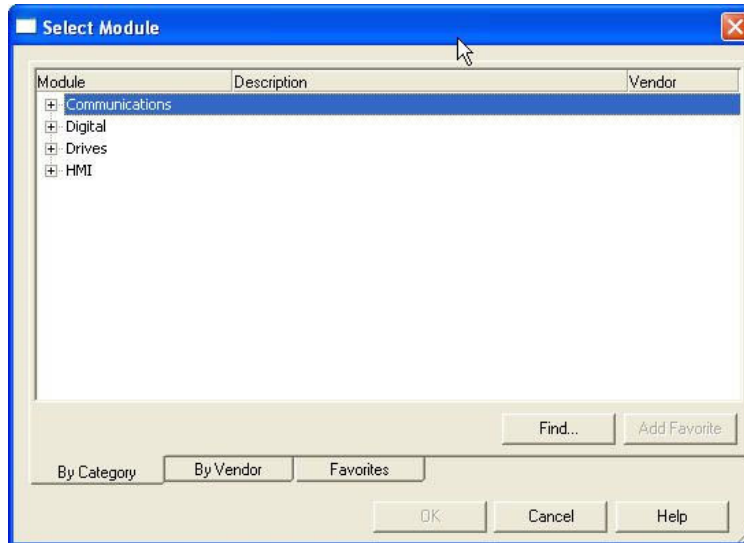 Select Module
Module Description Vendor
Communications
Digital
Drives
HMI
Find... Add Favorite
By Category By Vendor Favorites
OK Cancel Help